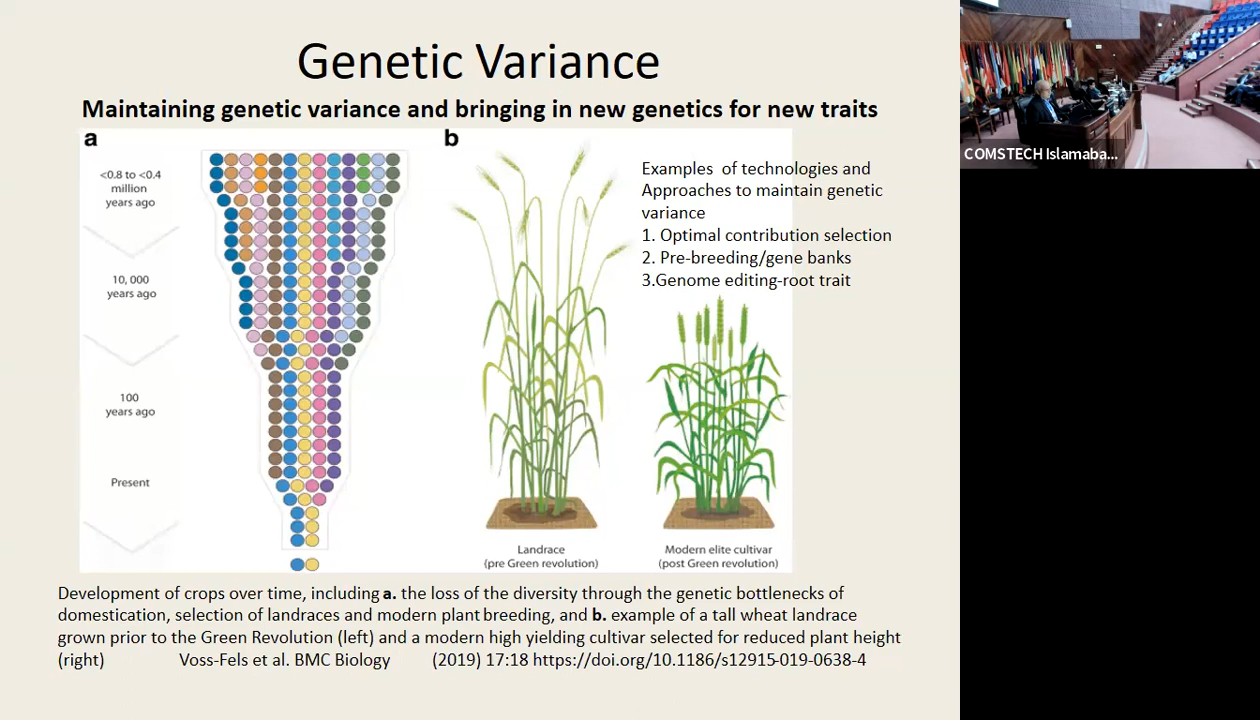 Genetic Variance
Maintaining genetic variance and bringing in new genetics for new traits
a
<0.8 to <0.4
million
years ago
10, 000
years ago
100
years ago
Present
b
Landrace
(pre Green revolution)
Modern elite cultivar
(post Green revolution)
Examples of technologies and
Approaches to maintain genetic
variance
1. Optimal contribution selection
2. Pre-breeding/gene banks
3.Genome editing-root trait
Development of crops over time, including a. the loss of the diversity through the genetic bottlenecks of
domestication, selection of landraces and modern plant breeding, and b. example of a tall wheat landrace
grown prior to the Green Revolution (left) and a modern high yielding cultivar selected for reduced plant height
(right) Voss-Fels et al. BMC Biology (2019) 17:18 https://doi.org/10.1186/s12915-019-0638-4
COMSTECH Islamaba...